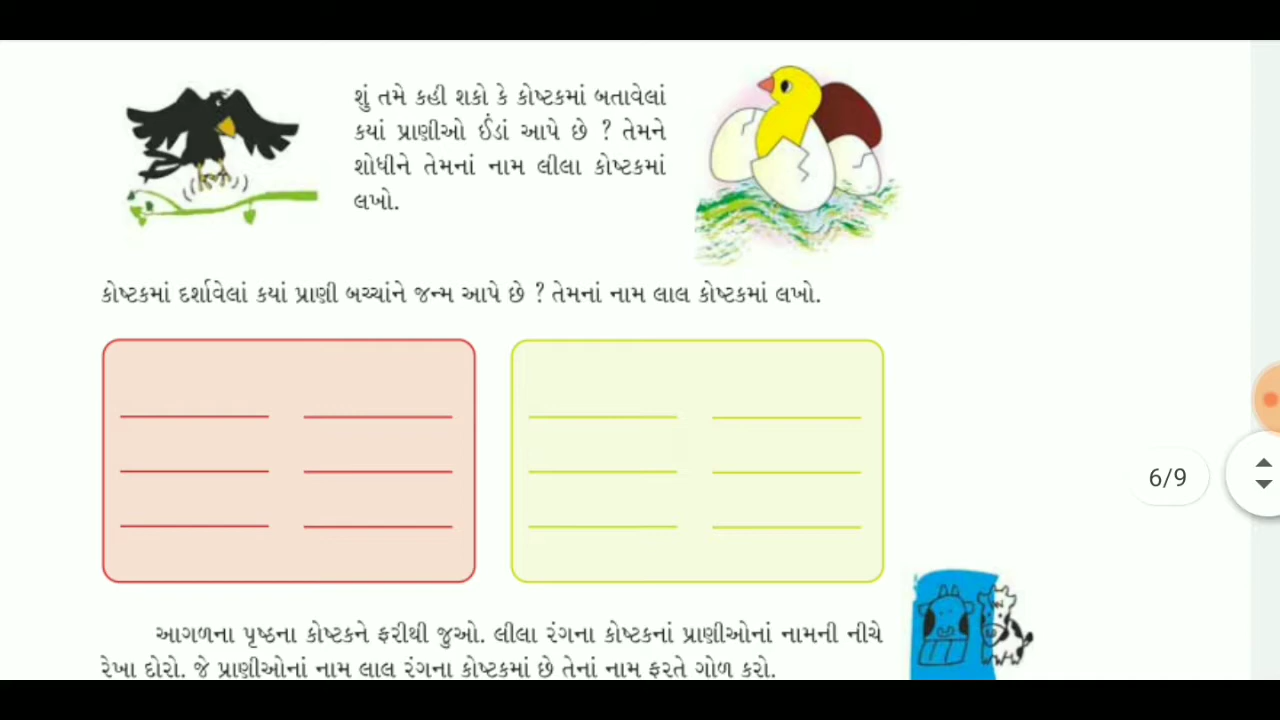 શું તમે કહી શકો કે કોષ્ટકમાં બતાવેલાં
કયાં પ્રાણીઓ ઈંડાં આપે છે ? તેમને
શોધીને તેમનાં નામ લીલા કોષ્ટકમાં
લખો.
કોષ્ટકમાં દર્શાવેલાં કયાં પ્રાણી બચ્ચાંને જન્મ આપે છે ? તેમનાં નામ લાલ કોષ્ટકમાં લખો.
6/9
આગળના પૃષ્ઠના કોષ્ટકને ફરીથી જુઓ. લીલા રંગના કોષ્ટકનાં પ્રાણીઓનાં નામની નીચે
રેખા દોરો. જે પ્રાણીઓનાં નામ લાલ રંગના કોષ્ટકમાં છે તેનાં નામ ફરતે ગોળ કરો.